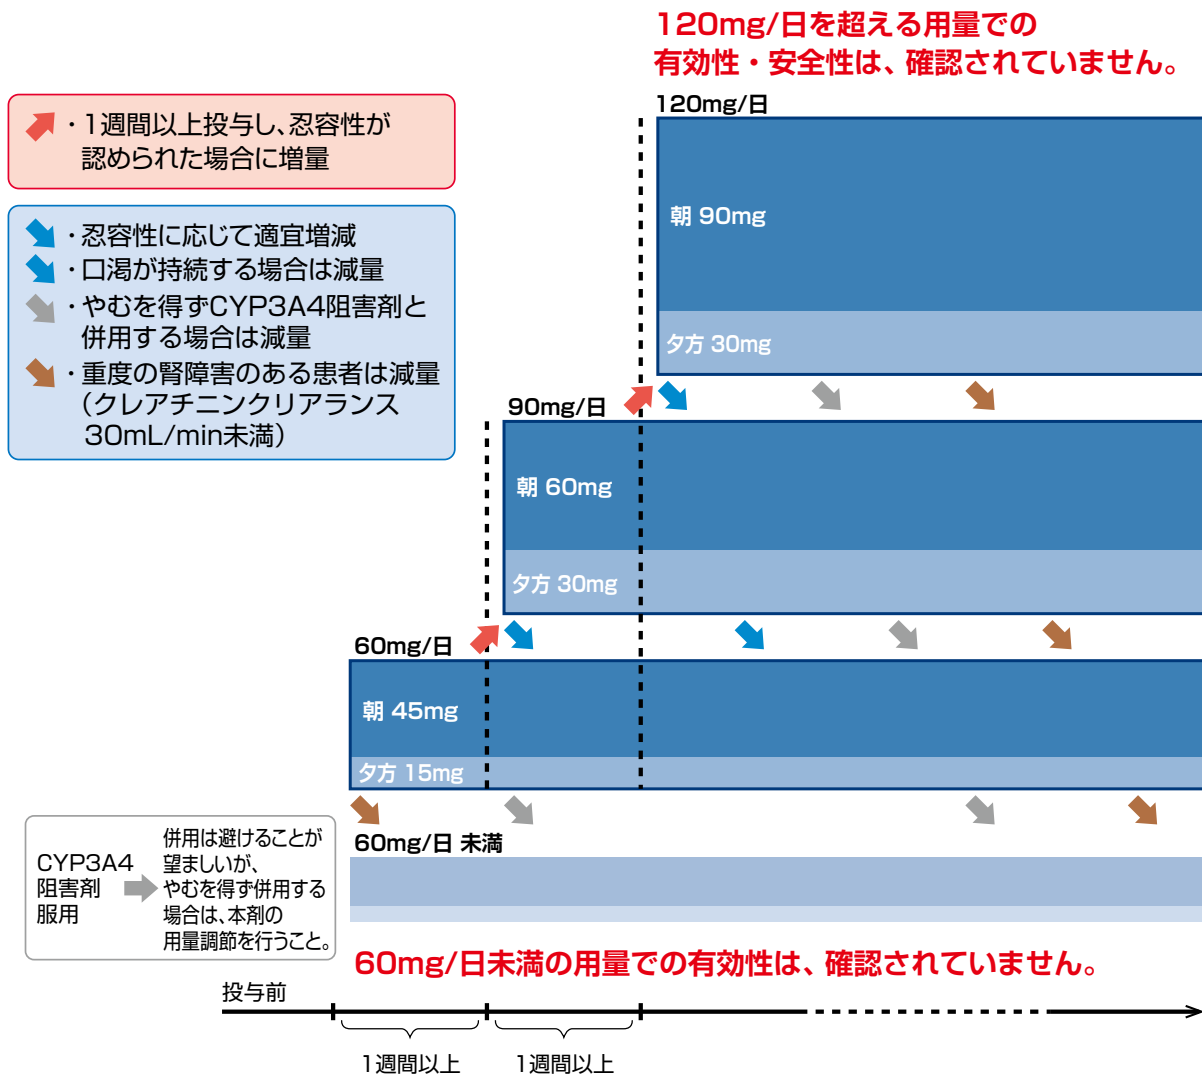 120mg/日を超える用量での
有効性・安全性は、確認されていません。
・1週間以上投与し、忍容性が
認められた場合に増量
・忍容性に応じて適宜増減
・口渇が持続する場合は減量
・やむを得ずCYP3A4阻害剤と
併用する場合は減量
・重度の腎障害のある患者は減量
（クレアチニンクリアランス
30mL/min未満）
120mg/日
朝 90mg
夕方 30mg
90mg/日
朝 60mg
夕方 30mg
60mg/日
朝 45mg
夕方 15mg
60mg/日 未満
CYP3A4
阻害剤
服用
併用は避けることが
望ましいが、
やむを得ず併用する
場合は、本剤の
用量調節を行うこと。
60mg/日未満の用量での有効性は、確認されていません。
投与前
1週間以上
1週間以上